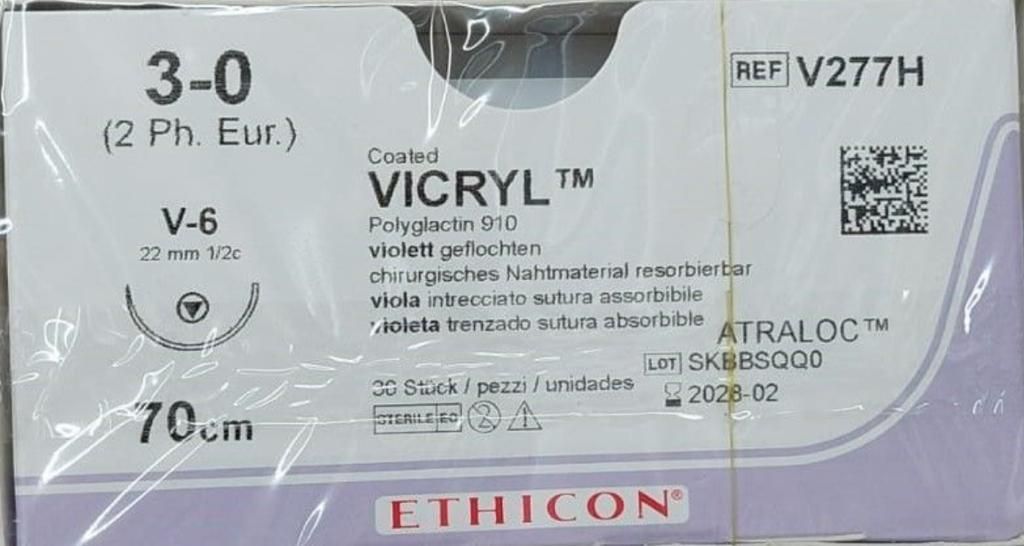 3-0
(2 Ph. Eur.)
V-6
22 mm 1/2c
70cm
Coated
VICRYL™
Polyglactin 910
violett geflochten
chirurgisches Nahtmaterial resorbierbar
viola intrecciato sutura assorbibile
violeta trenzado sutura absorbible
36 Stück / pezzi / unidades
STERILE EO
2
REF V277H
ATRALOC™
LOT SKBBSQQ0
2028-02
ETHICON®